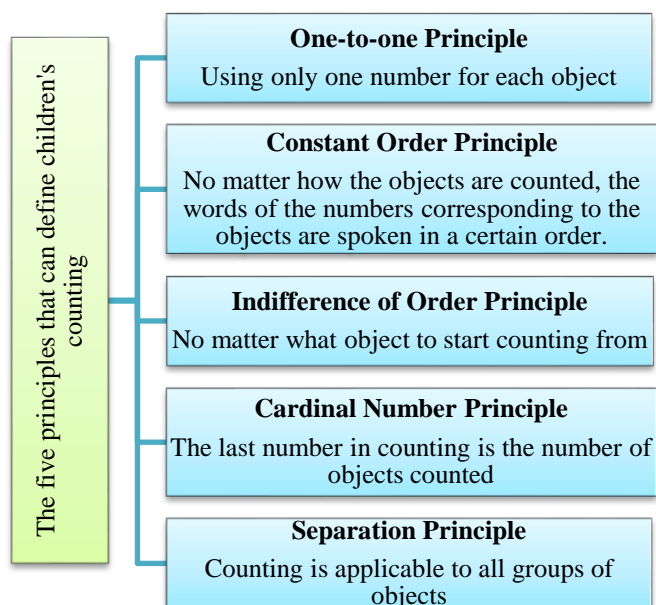 The five principles that can define children's
counting
One-to-one Principle
Using only one number for each object
Constant Order Principle
No matter how the objects are counted, the
words of the numbers corresponding to the
objects are spoken in a certain order.
Indifference of Order Principle
No matter what object to start counting from
Cardinal Number Principle
The last number in counting is the number of
objects counted
Separation Principle
Counting is applicable to all groups of
objects